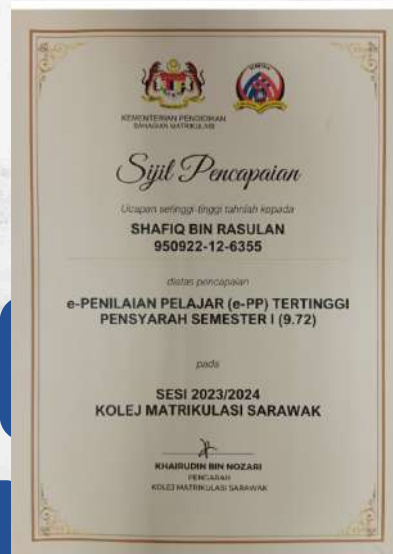 KEMENTERIAN PENDIDIKAN
BAHAGIAN MATRIKULASI
Sijil Pencapaian
Ucapan setinggi-tinggi tahniah kepada
SHAFIQ BIN RASULAN
950922-12-6355
diatas pencapaian
e-PENILAIAN PELAJAR (e-PP) TERTINGGI
PENSYARAH SEMESTER I (9.72)
pada
SESI 2023/2024
KOLEJ MATRIKULASI SARAWAK
KHAIRUDIN BIN NOZARI
PENGARAH
KOLEJ MATRIKULASI SARAWAK